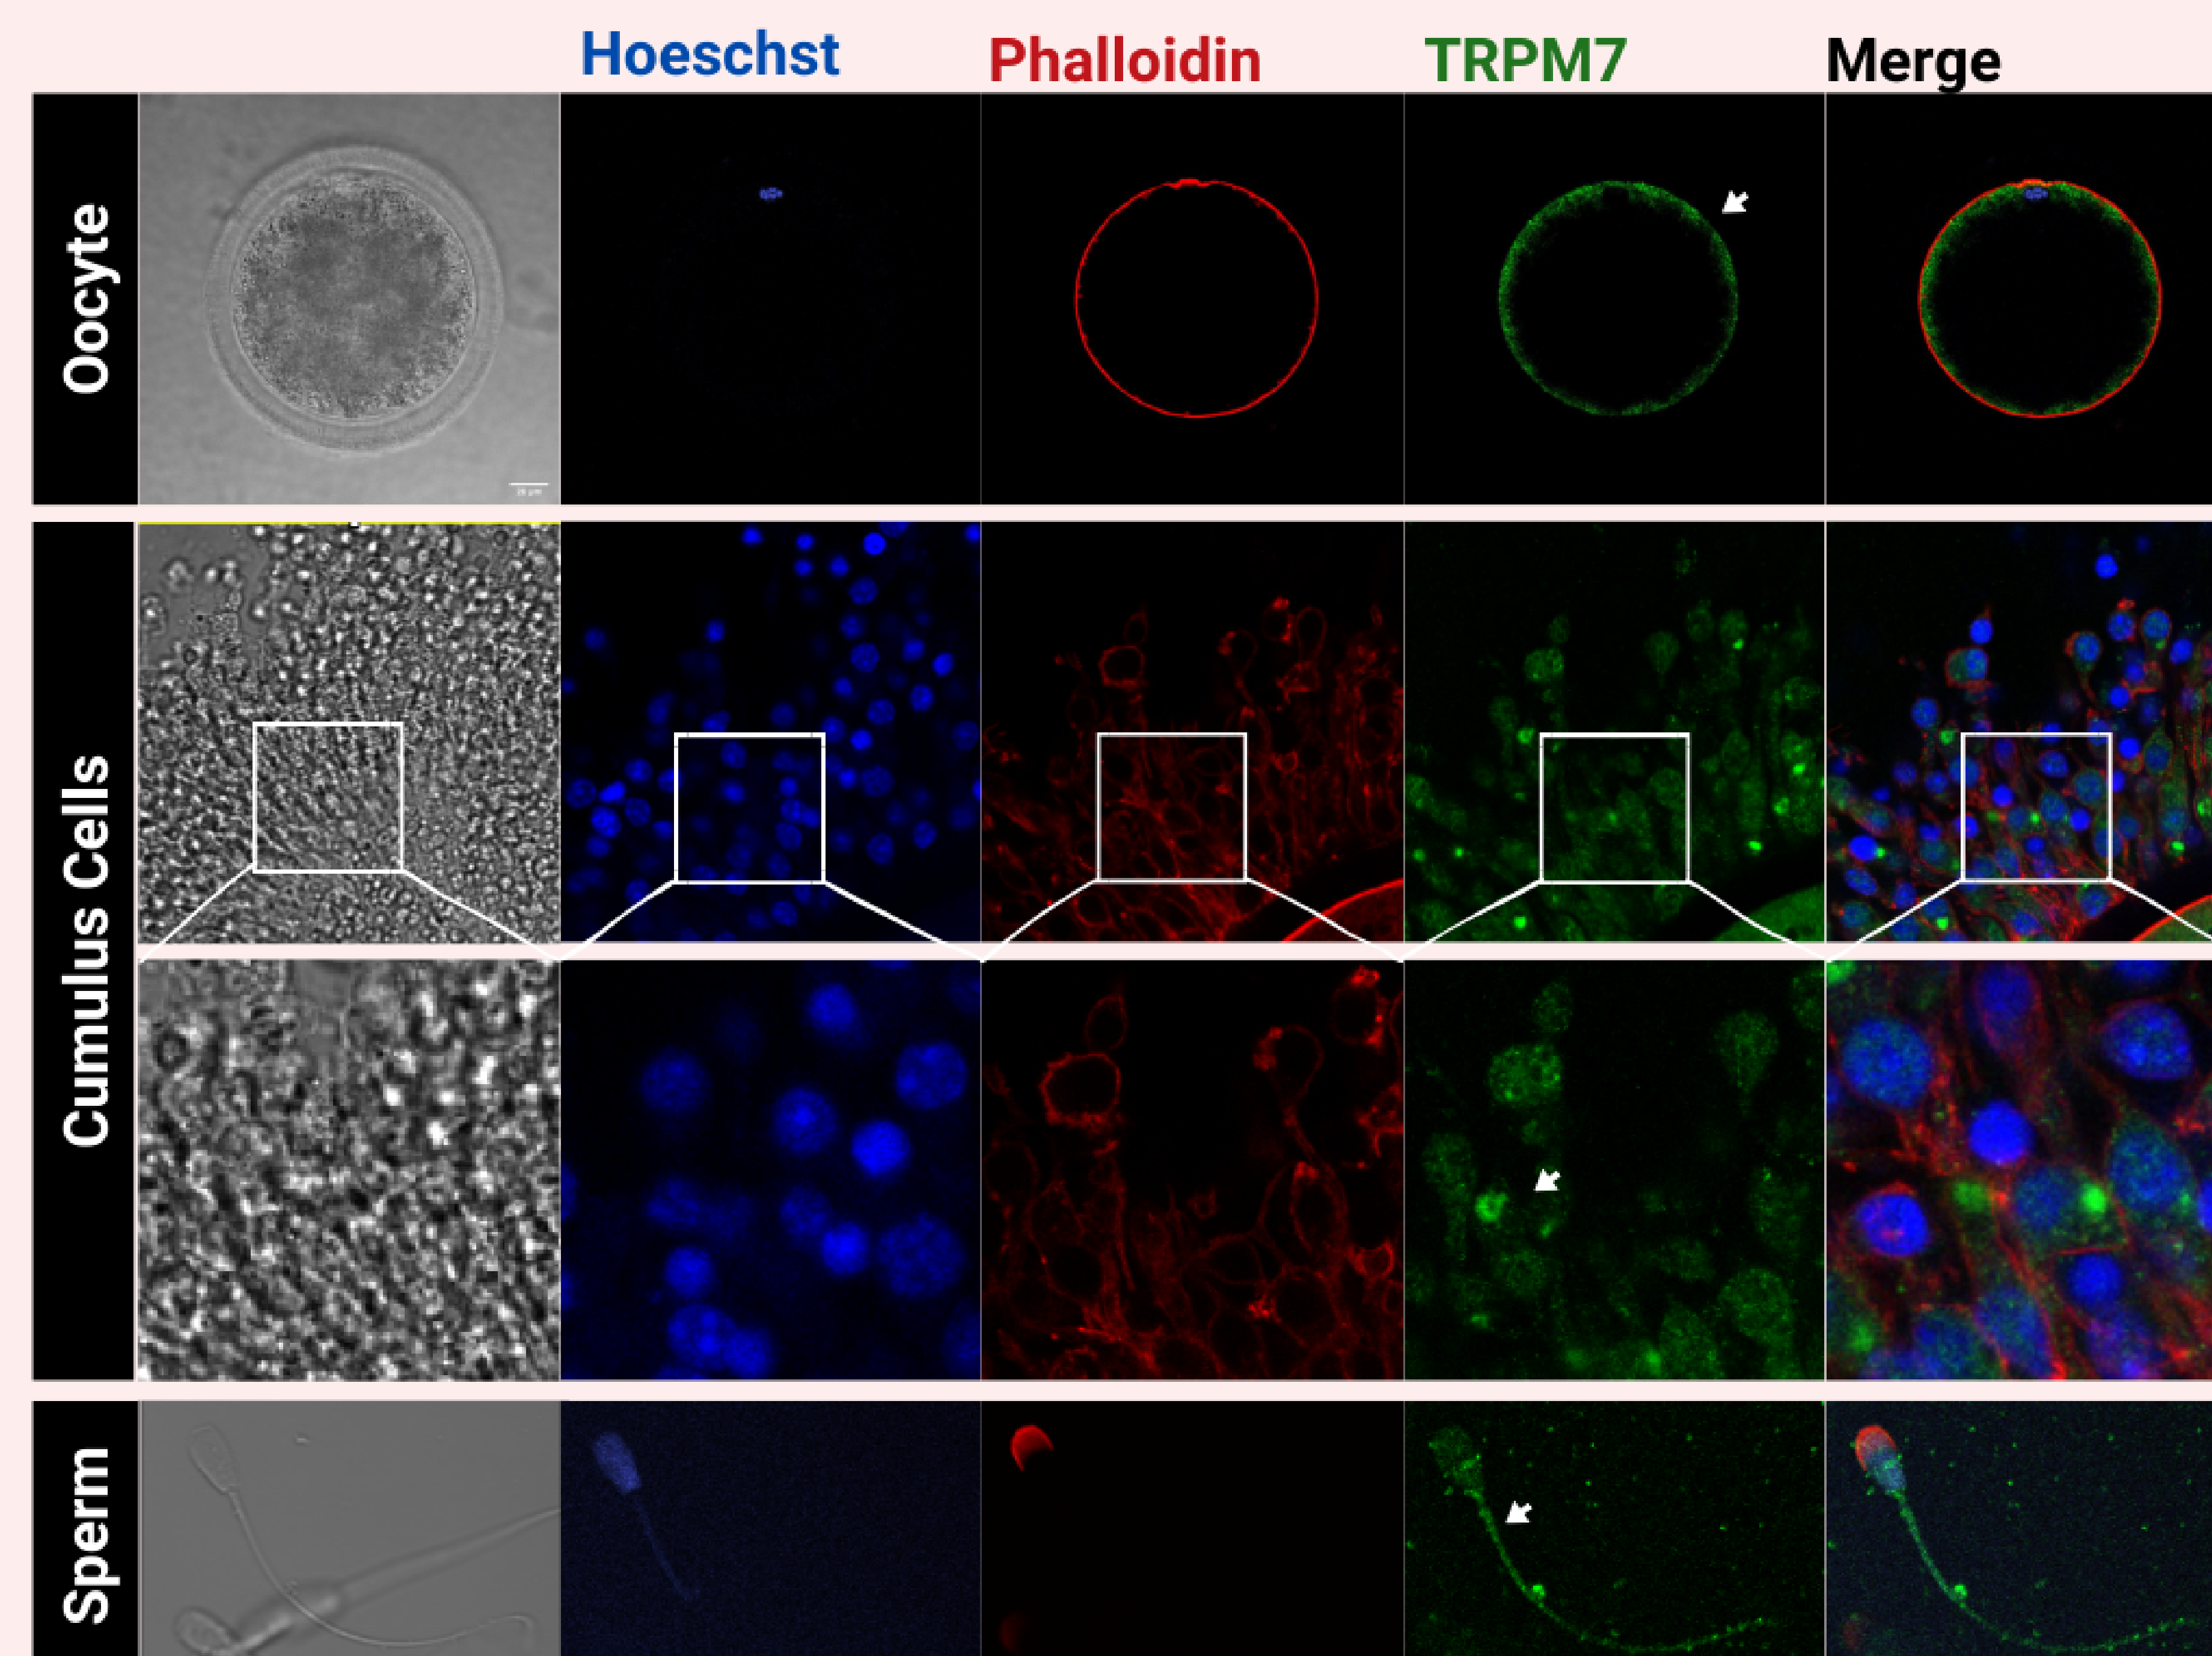 Hoeschst
Phalloidin
TRPM7
Merge
Oocyte
Cumulus Cells
Sperm